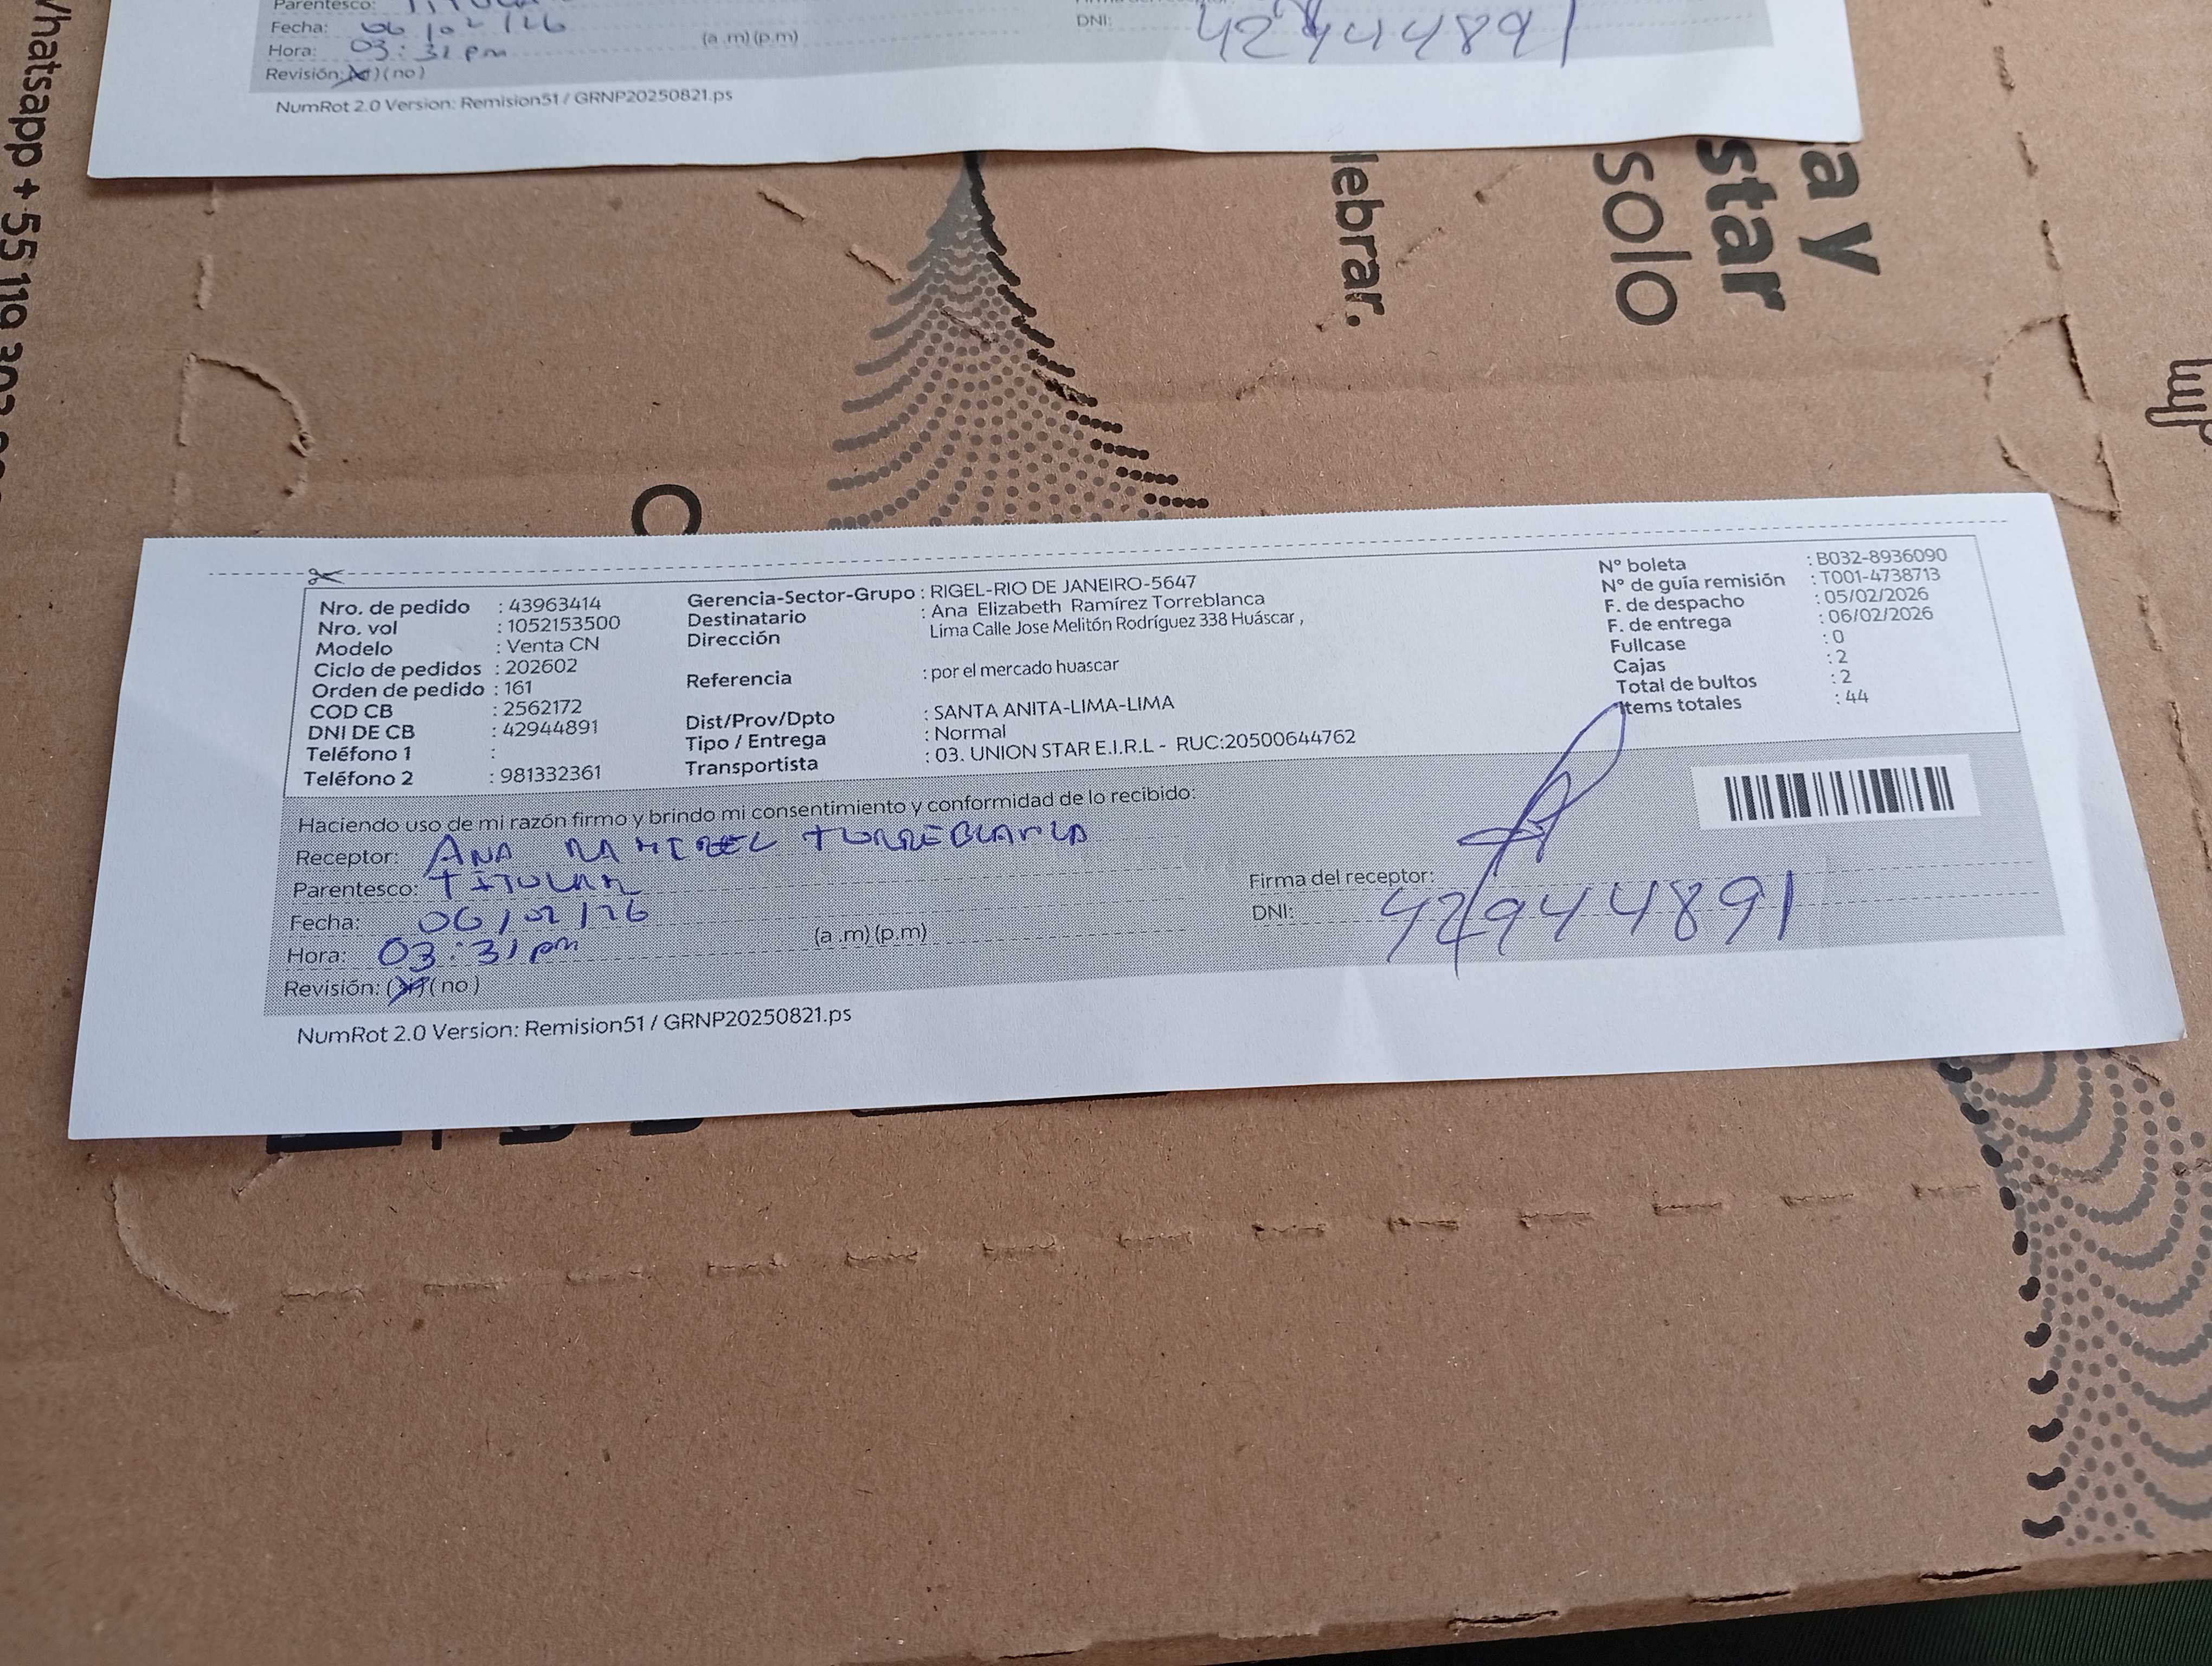 Parentesco:
Fecha: 06/02/26
Hora: 03:31 pm (a .m) (p.m)
DNI: 42944891
Revisión: ) (no)
NumRot 2.0 Version: Remision51 / GRNP20250821.ps
hatsapp + 55 119
a y
star
solo
lebrar.
Nro. de pedido : 43963414
Nro. vol : 1052153500
Modelo : Venta CN
Ciclo de pedidos : 202602
Orden de pedido : 161
COD CB : 2562172
DNI DE CB : 42944891
Teléfono 1 :
Teléfono 2 : 981332361
Gerencia-Sector-Grupo : RIGEL-RIO DE JANEIRO-5647
Destinatario : Ana Elizabeth Ramírez Torreblanca
Dirección Lima Calle Jose Melitón Rodríguez 338 Huáscar ,
Referencia : por el mercado huascar
Dist/Prov/Dpto : SANTA ANITA-LIMA-LIMA
Tipo / Entrega : Normal
Transportista : 03. UNION STAR E.I.R.L - RUC:20500644762
N° boleta : B032-8936090
N° de guía remisión : T001-4738713
F. de despacho : 05/02/2026
F. de entrega : 06/02/2026
Fullcase : 0
Cajas : 2
Total de bultos : 2
Items totales : 44
Haciendo uso de mi razón firmo y brindo mi consentimiento y conformidad de lo recibido:
Receptor: ANA RAMIREZ TORREBLANCA
Parentesco: TITULAR
Fecha: 06/02/26
Hora: 03:31 pm (a .m) (p.m)
Revisión: (si) (no)
Firma del receptor:
DNI: 42944891
NumRot 2.0 Version: Remision51 / GRNP20250821.ps